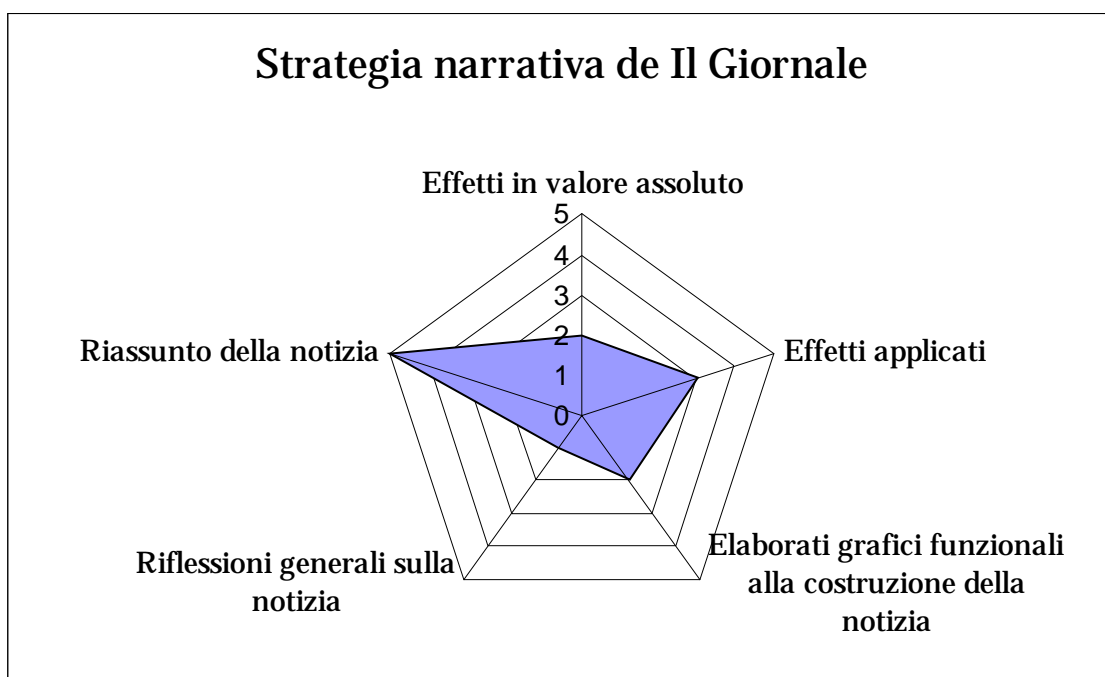 Strategia narrativa de Il Giornale
Effetti in valore assoluto
5
4
3
2
1
0
Effetti applicati
Elaborati grafici funzionali
alla costruzione della
notizia
Riflessioni generali sulla
notizia
Riassunto della notizia